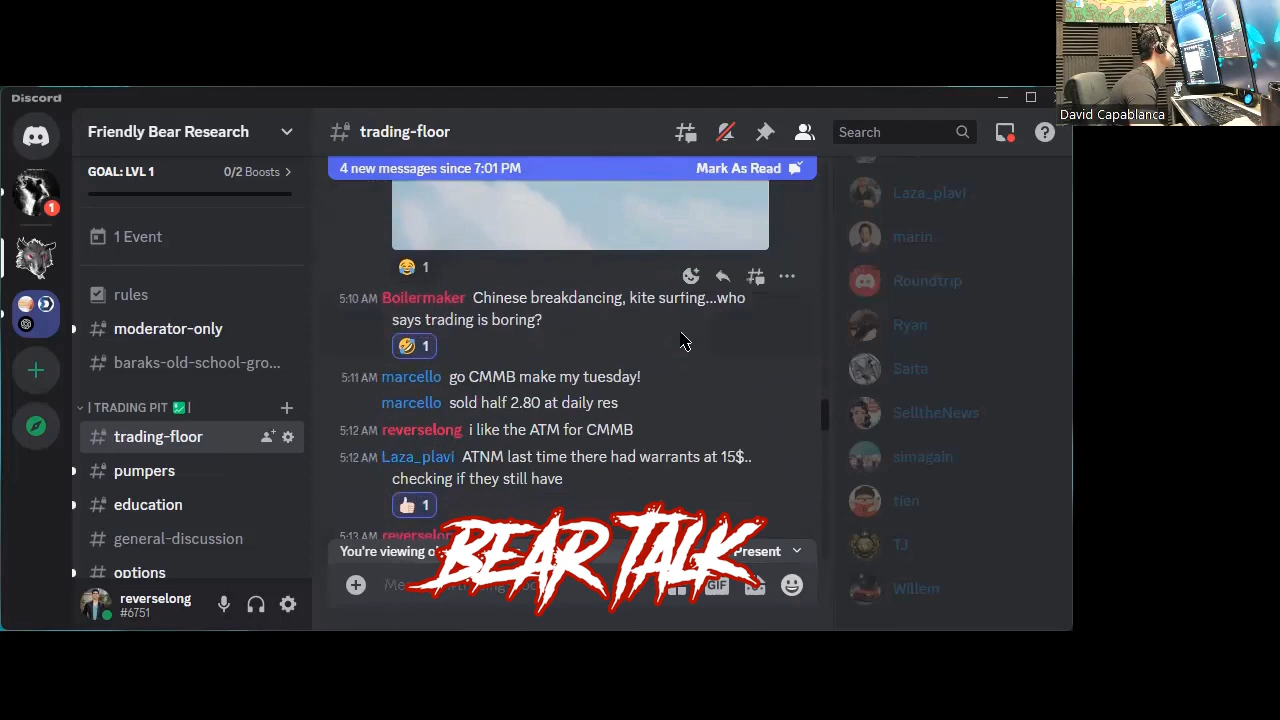 David Capablanca
Discord
Friendly Bear Research
GOAL: LVL 1
0/2 Boosts
1 Event
rules
moderator-only
baraks-old-school-gro...
| TRADING PIT
|
trading-floor
pumpers
education
general-discussion
options
reverselong
#6751
trading-floor
Search
4 new messages since 7:01 PM
Mark As Read
1
5:10 AM Boilermaker Chinese breakdancing, kite surfing...who
says trading is boring?
1
5:11 AM marcello go CMMB make my tuesday!
marcello sold half 2.80 at daily res
5:12 AM reverselong i like the ATM for CMMB
5:12 AM Laza_plavi ATNM last time there had warrants at 15$..
checking if they still have
1
5:13 AM reverselon
You're viewing o
Present
GIF
BEAR TALK
Laza_plavi
marin.
Roundtrip
Ryan
Saita
SelltheNews
simagain
tien
TJ
Willem
1